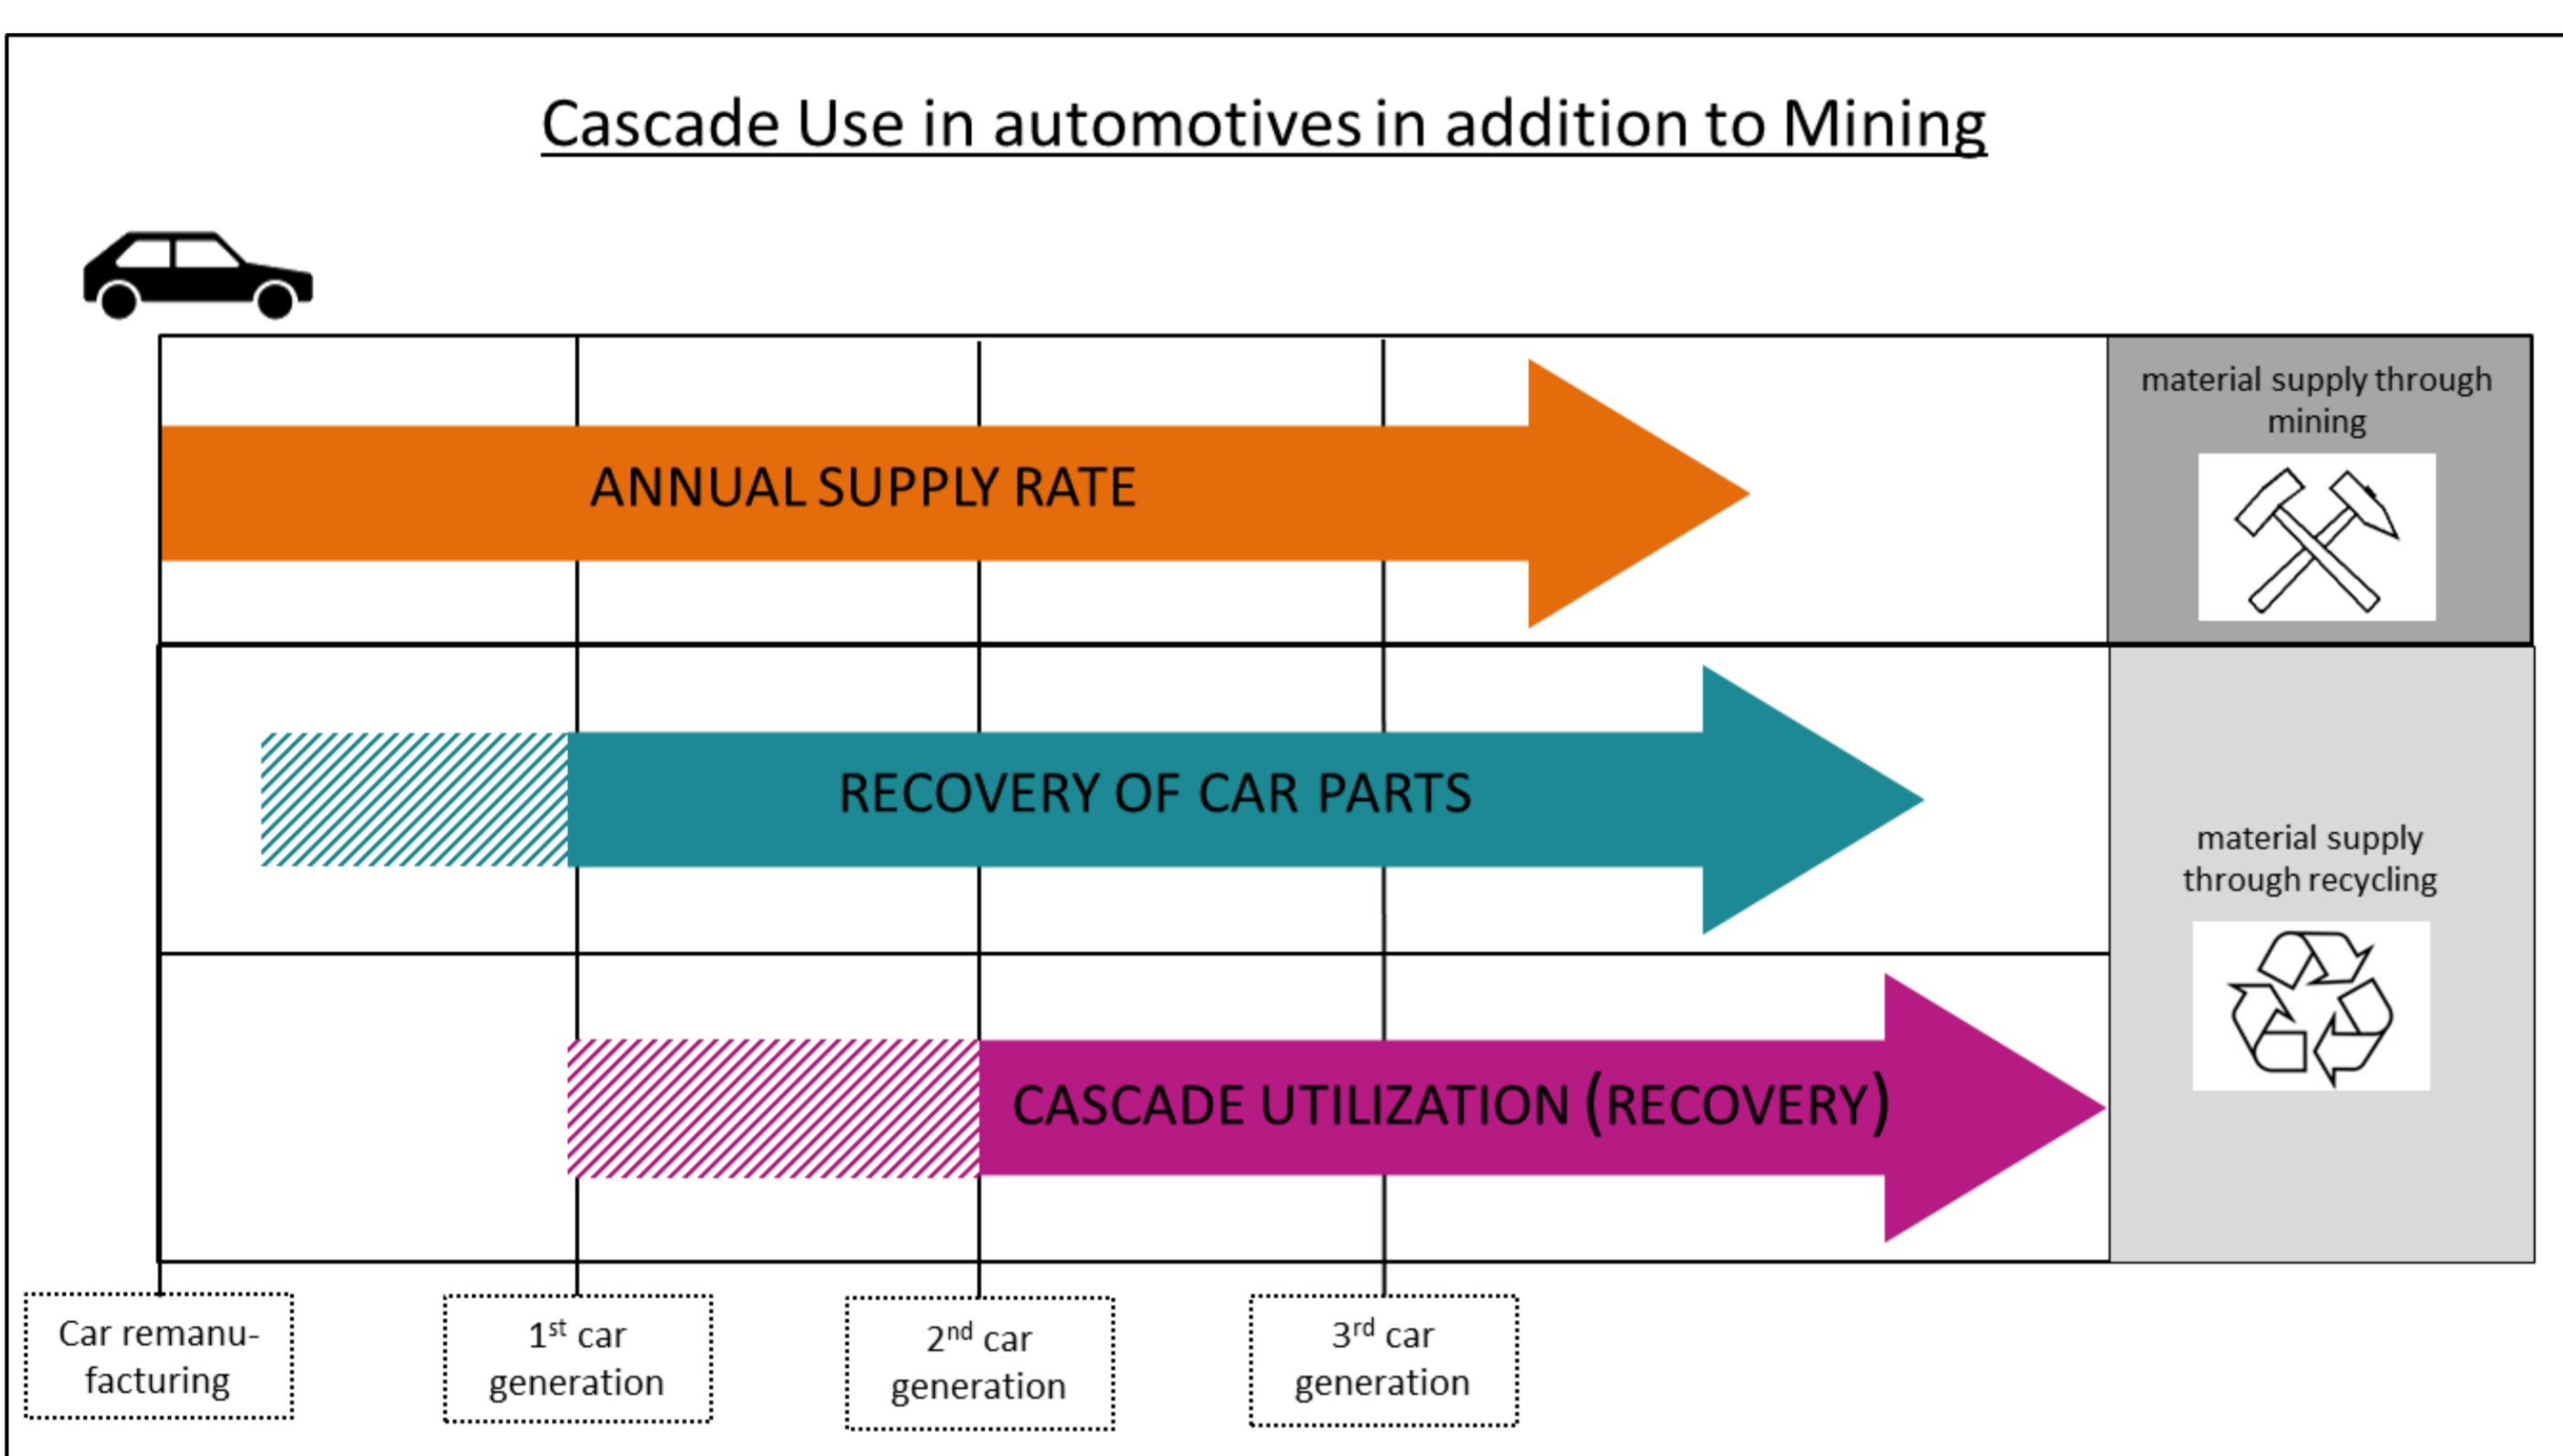 Cascade Use in automotives in addition to Mining
material supply through
mining
ANNUAL SUPPLY RATE
RECOVERY OF CAR PARTS
material supply
through recycling
CASCADE UTILIZATION (RECOVERY)
Car remanu-
facturing
1st car
generation
2nd car
generation
3rd car
generation